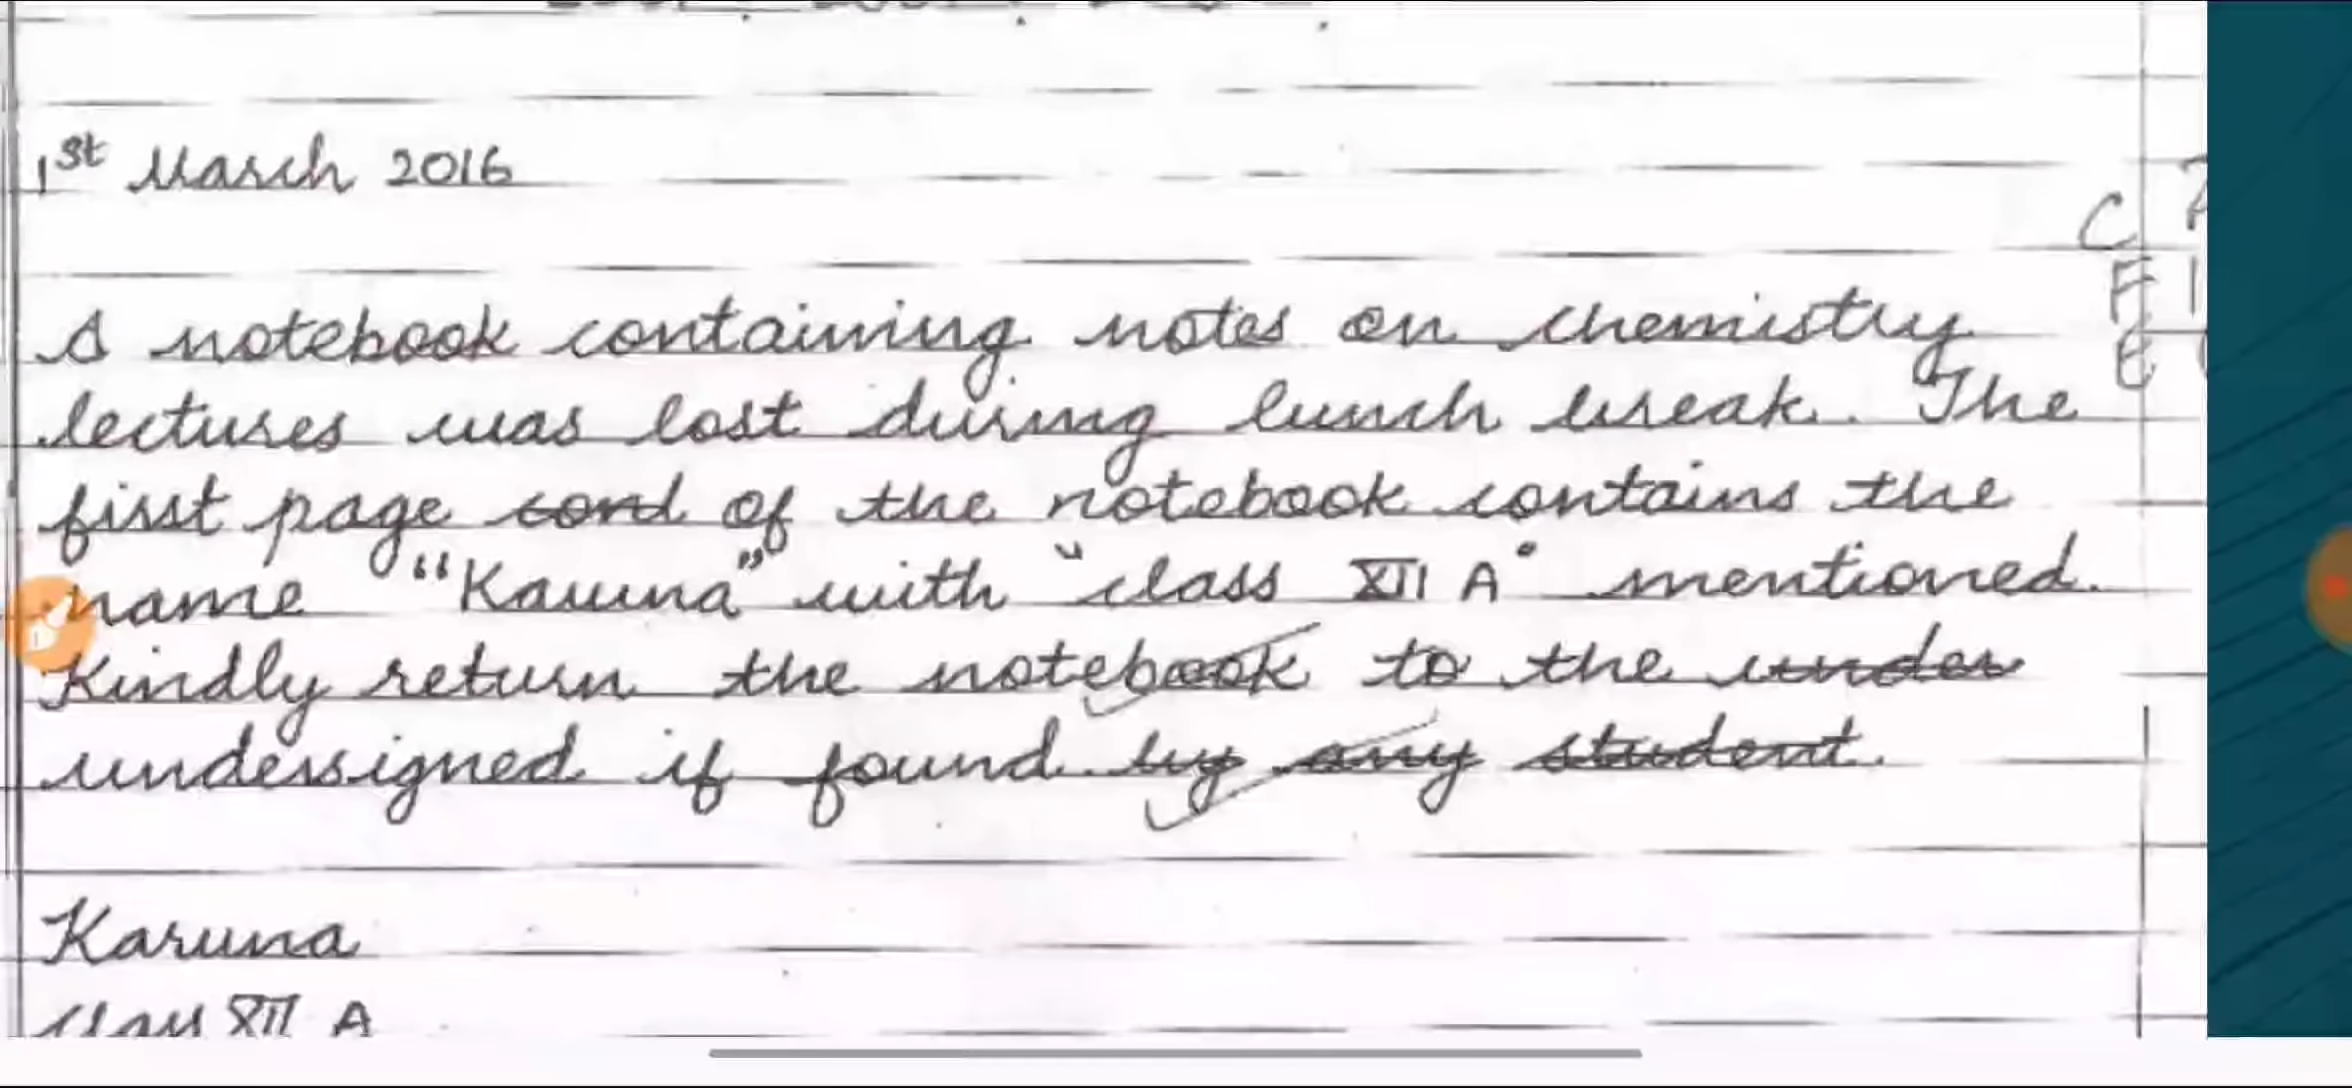 1st March 2016
C
A notebook containing notes on chemistry
F 1
E
lectures was lost during lunch break. The
first page cond of the notebook contains the
name "Karuna" with "class XII A" mentioned.
Kindly return the notebook to the under
undersigned if found by any student.
Karuna
Class XII A